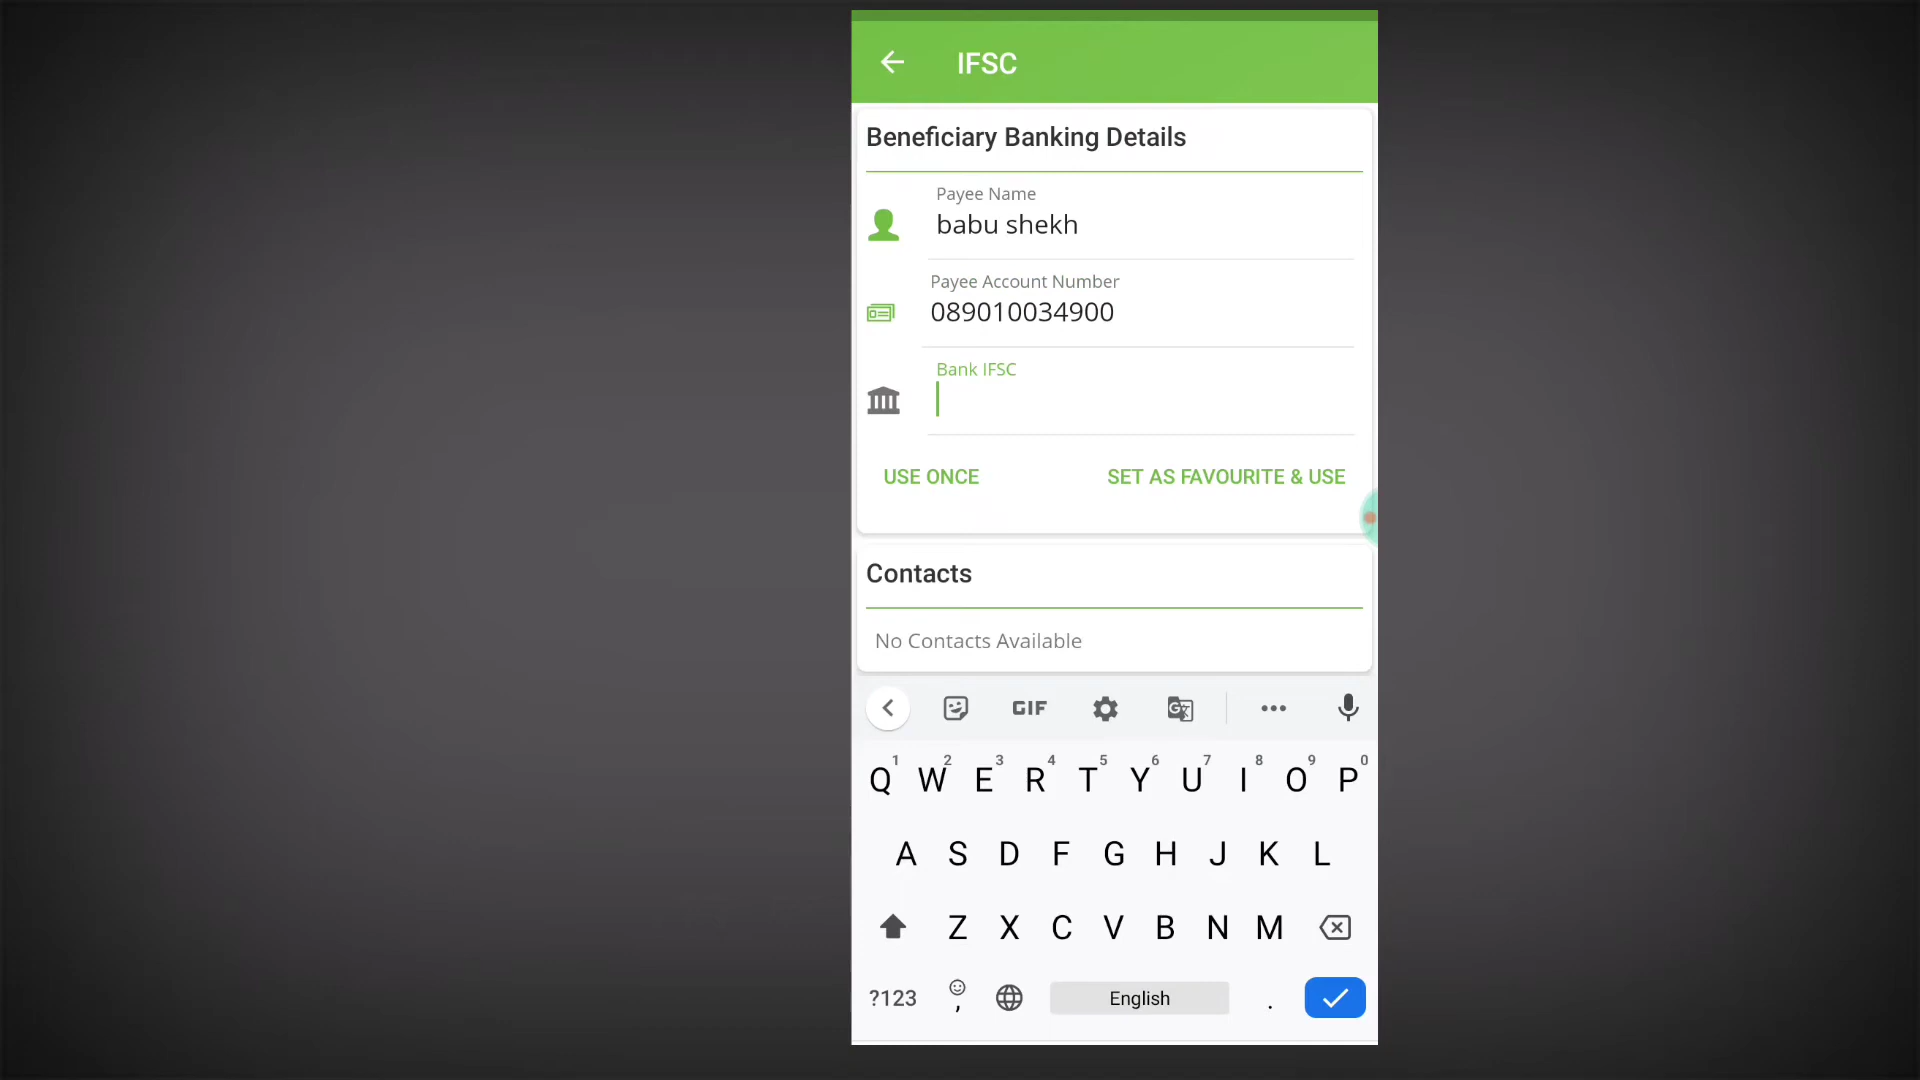 IFSC
Beneficiary Banking Details
Payee Name
babu shekh
Payee Account Number
089010034900
Bank IFSC
USE ONCE SET AS FAVOURITE & USE
Contacts
No Contacts Available
GIF
1 2 3 4 5 6 7 8 9 0
Q W E R T Y U I O P
A S D F G H J K L
Z X C V B N M
?123 , English .